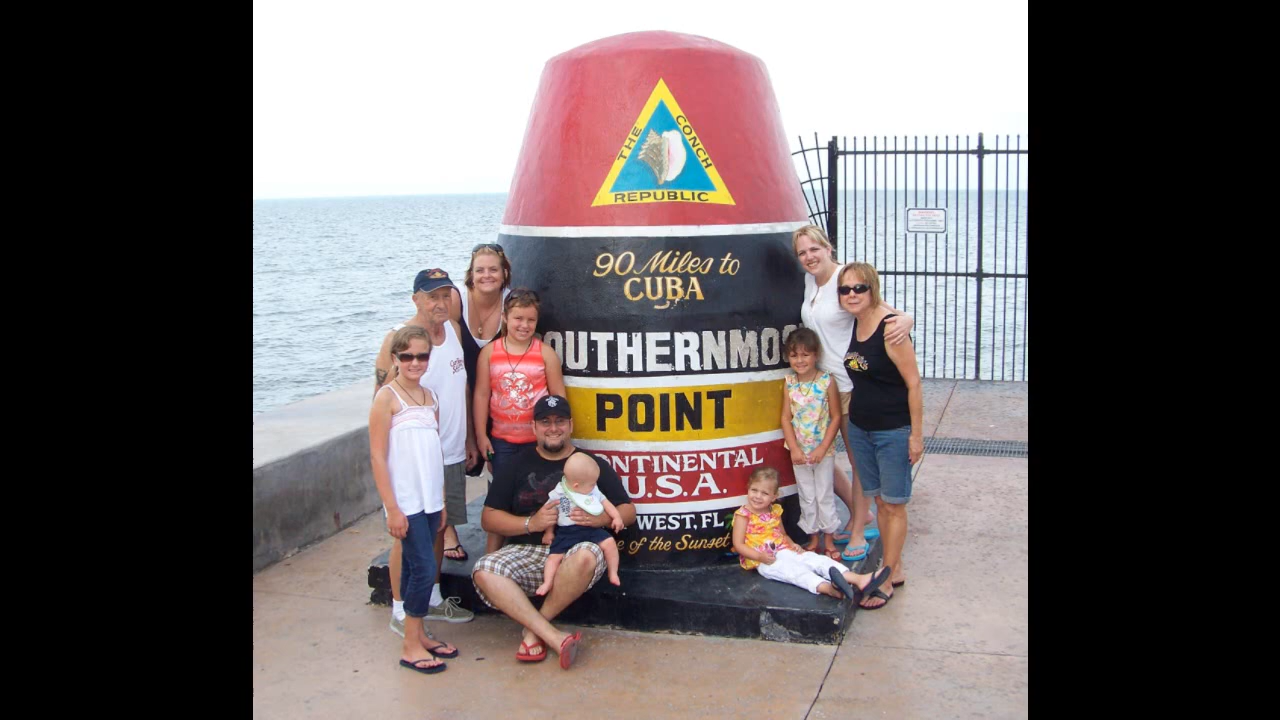 THE CONCH
REPUBLIC
90 Miles to
CUBA
OUTHERNMOS
POINT
ONTINENTAL
U.S.A.
WEST, FL
e of the Sunset